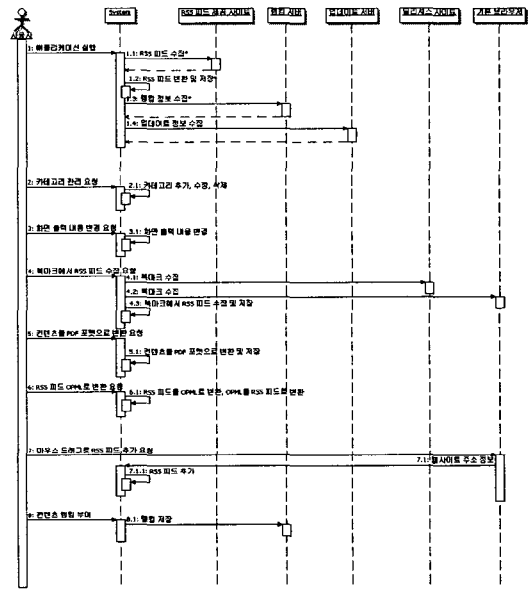 System
RSS 피드 제공 사이트
랭킹 서버
업데이트 서버
딜리셔스 사이트
기본 브라우저
사용자
1: 애플리케이션 실행
1.1: RSS 피드 수집*
1.2: RSS 피드 변환 및 저장*
1.3: 랭킹 정보 수집*
1.4: 업데이트 정보 수집
2: 카테고리 관리 요청
2.1: 카테고리 추가, 수정, 삭제
3: 화면 출력 내용 변경 요청
3.1: 화면 출력 내용 변경
4: 북마크에서 RSS 피드 수집 요청
4.1: 북마크 수집
4.2: 북마크 수집
4.3: 북마크에서 RSS 피드 수집 및 저장
5: 컨텐츠를 PDF 포맷으로 변환 요청
5.1: 컨텐츠를 PDF 포맷으로 변환 및 저장
6: RSS 피드 OPML로 변환 요청
6.1: RSS 피드를 OPML로 변환, OPML를 RSS 피드로 변환
7: 마우스 드래그로 RSS 피드 추가 요청
7.1: 웹사이트 주소 정보
7.1.1: RSS 피드 추가
8: 컨텐츠 랭킹 부여
8.1: 랭킹 저장